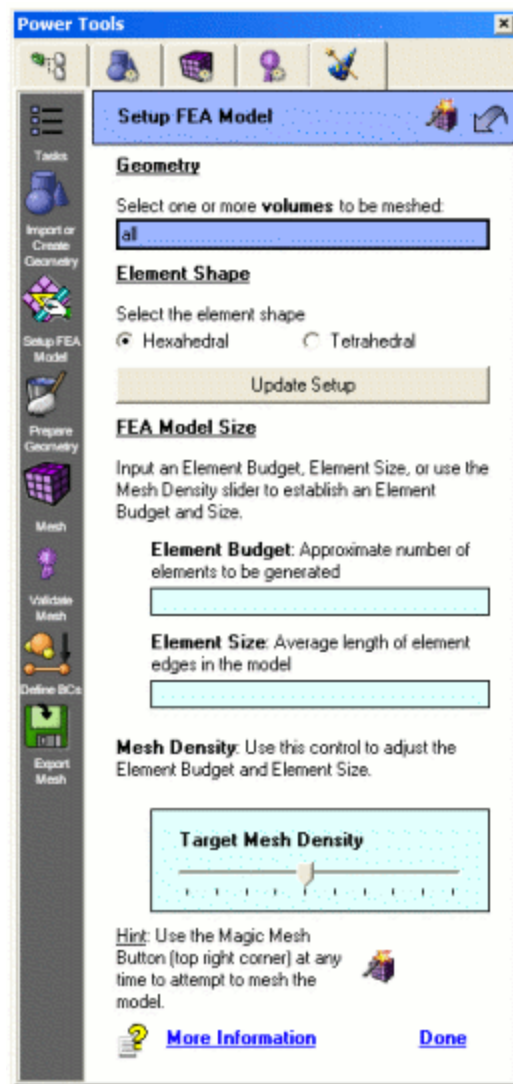 Power Tools
Setup FEA Model
Tasks
Import or
Create
Geometry
Setup FEA
Model
Prepare
Geometry
Mesh
Validate
Mesh
Define BCs
Export
Mesh
Geometry
Select one or more volumes to be meshed:
all
Element Shape
Select the element shape
Hexahedral
Tetrahedral
Update Setup
FEA Model Size
Input an Element Budget, Element Size, or use the
Mesh Density slider to establish an Element
Budget and Size.
Element Budget: Approximate number of
elements to be generated
Element Size: Average length of element
edges in the model
Mesh Density: Use this control to adjust the
Element Budget and Element Size.
Target Mesh Density
Hint: Use the Magic Mesh
Button (top right corner) at any
time to attempt to mesh the
model.
More Information
Done